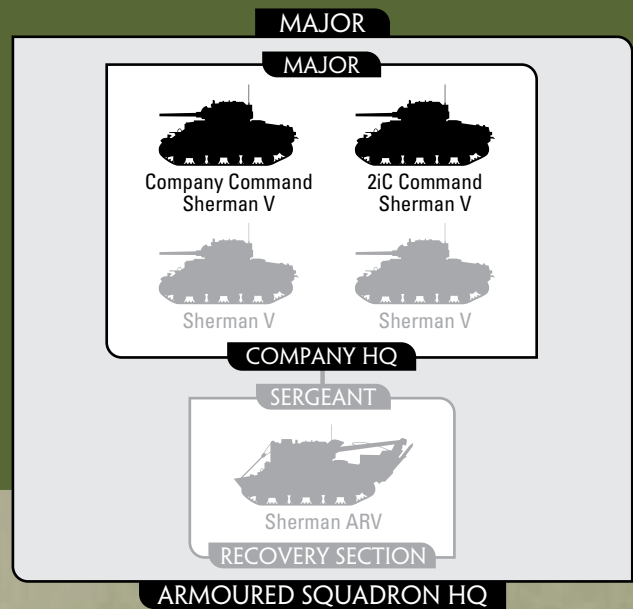 MAJOR
MAJOR
Company Command
Sherman V
2iC Command
Sherman V
Sherman V
Sherman V
COMPANY HQ
SERGEANT
Sherman ARV
RECOVERY SECTION
ARMOURED SQUADRON HQ